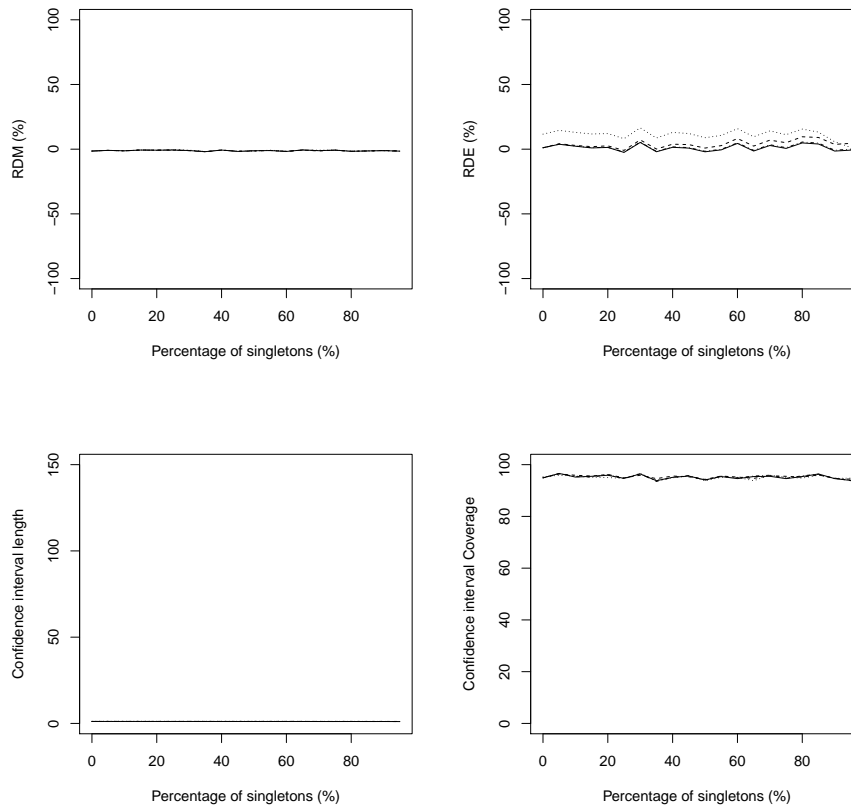 100
50
0
−50
−100
RDM (%)
0 20 40 60 80
Percentage of singletons (%)
100
50
0
−50
−100
RDE (%)
0 20 40 60 80
Percentage of singletons (%)
150
100
50
0
Confidence interval length
0 20 40 60 80
Percentage of singletons (%)
100
80
60
40
20
0
Confidence interval Coverage
0 20 40 60 80
Percentage of singletons (%)